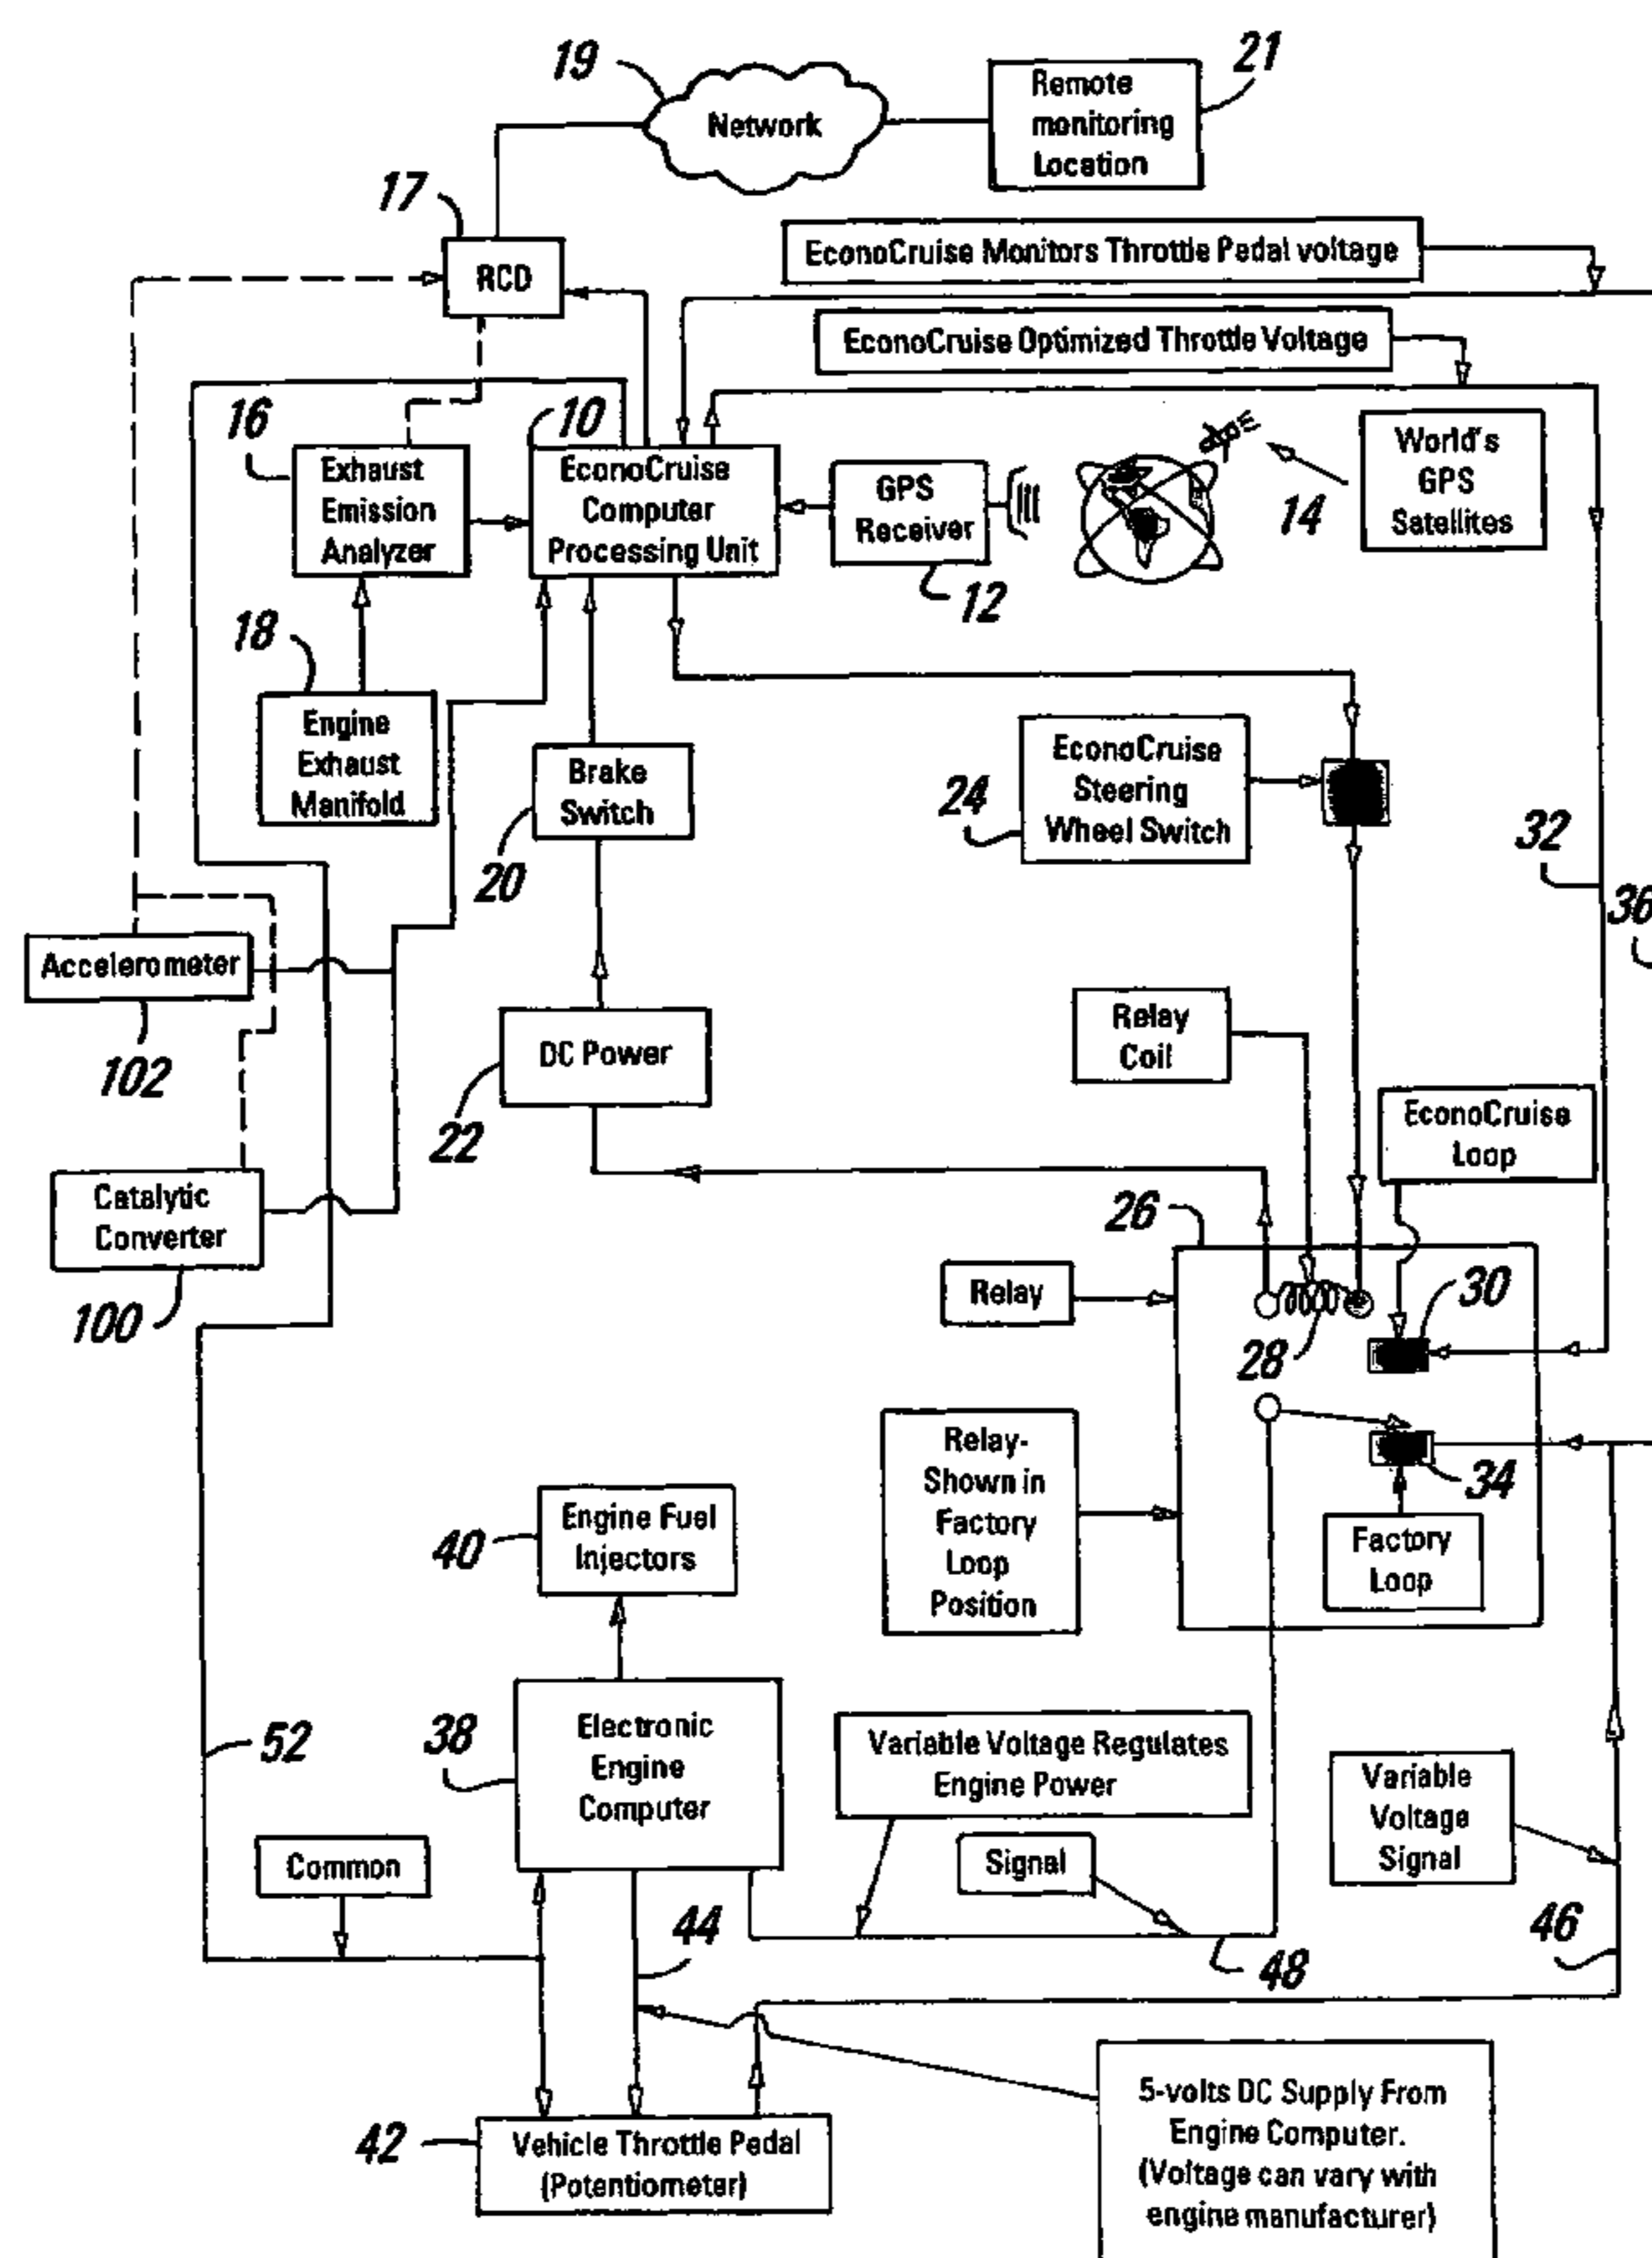 19
Network
Remote
monitoring
Location
21
17
RCD
EconoCruise Monitors Throttle Pedal voltage
EconoCruise Optimized Throttle Voltage
16
Exhaust
Emission
Analyzer
10
EconoCruise
Computer
Processing Unit
GPS
Receiver
12
14
World's
GPS
Satellites
18
Engine
Exhaust
Manifold
Brake
Switch
20
24
EconoCruise
Steering
Wheel Switch
32
36
Accelerometer
102
DC Power
22
Relay
Coil
EconoCruise
Loop
Catalytic
Converter
100
26
Relay
28
30
Relay-
Shown in
Factory
Loop
Position
34
Factory
Loop
40
Engine Fuel
Injectors
52
38
Electronic
Engine
Computer
Variable Voltage Regulates
Engine Power
Variable
Voltage
Signal
Common
Signal
44
48
46
42
Vehicle Throttle Pedal
(Potentiometer)
5-volts DC Supply From
Engine Computer.
(Voltage can vary with
engine manufacturer)